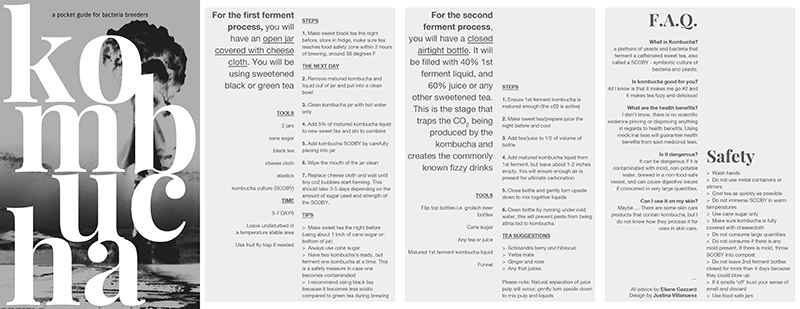 a pocket guide for bacteria breeders
ko
mb
uc
ha
For the first ferment
process, you will
have an open jar
covered with cheese
cloth. You will be
using sweetened
black or green tea
TOOLS
2 jars
cane sugar
black tea
cheese cloth
elastics
kombucha culture (SCOBY)
TIME
3-7 DAYS
Leave undisturbed in
a temperature stable area
Use fruit fly trap if needed
STEPS
1. Make sweet black tea the night
before, store in fridge, make sure tea
reaches food safety zone within 2 hours
of brewing, around 38 degrees F
THE NEXT DAY
2. Remove matured kombucha and
liquid out of jar and put into a clean
bowl
3. Clean kombucha jar with hot water
only
4. Add 5% of matured kombucha liquid
to new sweet tea and stir to combine
5. Add kombucha SCOBY by carefully
placing into jar
6. Wipe the mouth of the jar clean
7. Replace cheese cloth and wait until
tiny co2 bubbles start forming. This
should take 3-5 days depending on the
amount of sugar used and strength of
the SCOBY.
TIPS
> Make sweet tea the night before
(using about 1 inch of cane sugar on
bottom of jar)
> Always use cane sugar
> Have two kombucha's ready, but
ferment one kombucha at a time. This
is a safety measure in case one
becomes contaminated
> I recommend using black tea
because it becomes less acidic
compared to green tea during brewing
For the second
ferment process,
you will have a closed
airtight bottle. It will
be filled with 40% 1st
ferment liquid, and
60% juice or any
other sweetened tea.
This is the stage that
traps the CO2 being
produced by the
kombucha and
creates the commonly
known fizzy drinks
TOOLS
Flip top bottles i.e. grolsch beer
bottles
Cane sugar
Any tea or juice
Matured 1st ferment kombucha liquid
Funnel
STEPS
1. Ensure 1st ferment kombucha is
matured enough (the co2 is active)
2. Make sweet tea/prepare juice the
night before and cool
3. Add tea/juice to 1/2 of volume of
bottle
4. Add matured kombucha liquid from
1st ferment, but leave about 1-2 inches
empty. this will ensure enough air is
present for ultimate carbonation
5. Close bottle and gently turn upside
down to mix together liquids
6. Clean bottle by running under cold
water, this will prevent pests from being
attracted to kombucha.
TEA SUGGESTIONS
> Schisandra berry and hibiscus
> Yerba mate
> Ginger and rose
> Any fruit juices
Please note: Natural seperation of juice
pulp will occur, gently turn upside down
to mix pulp and liquids
F.A.Q.
What is Kombucha?
a plethora of yeasts and bacteria that
ferment a caffeinated sweet tea, also
called a SCOBY - symbiotic culture of
bacteria and yeasts.
Is kombucha good for you?
All I know is that it makes me go #2 and
it makes tea fizzy and delicious!
What are the health benefits?
I don't know, there is no scientific
evidence proving or disproving anything
in regards to health benefits. Using
medicinal teas will guarantee health
benefits from said medicinal teas.
Is it dangerous?
It can be dangerous if it is
contaminated with mold, non-potable
water, brewed in a non-food-safe
vessel, and can cause digestive issues
if consumed in very large quantities.
Can I use it on my skin?
Maybe ... There are some skin care
products that contain kombucha, but I
do not know how they process it for
uses in skin care.
...
All advice by Eliane Gazzard
Design by Justina Villanueva
Safety
> Wash hands
> Do not use metal containers or
stirrers
> Cool tea as quickly as possible
> Do not immerse SCOBY in warm
temperatures
> Use cane sugar only
> Make sure kombucha is fully
covered with cheesecloth
> Do not consume large quantities
> Do not consume if there is any
mold present. If there is mold, throw
SCOBY into compost
> Do not leave 2nd ferment bottles
closed for more than 4 days because
they could blow up
> If it smells 'off' trust your sense of
smell and discard
> Use food safe jars